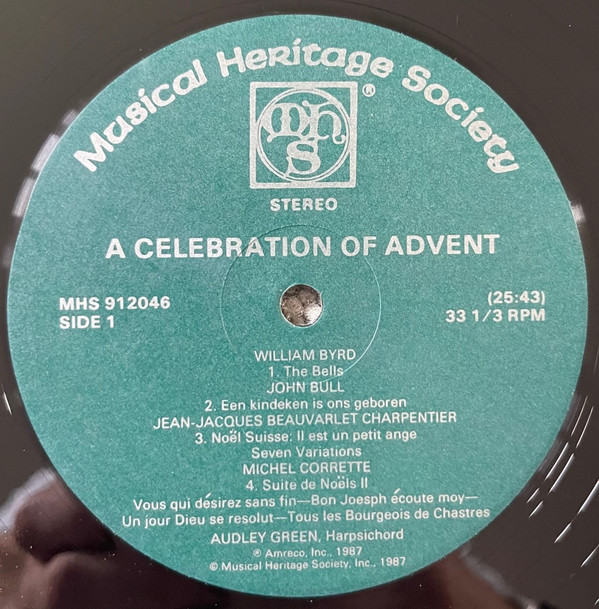 Musical Heritage Society
mhs
®
STEREO
A CELEBRATION OF ADVENT
MHS 912046
SIDE 1
(25:43)
33 1/3 RPM
WILLIAM BYRD
1. The Bells
JOHN BULL
2. Een kindeken is ons geboren
JEAN-JACQUES BEAUVARLET CHARPENTIER
3. Noël Suisse: Il est un petit ange
Seven Variations
MICHEL CORRETTE
4. Suite de Noëls II
Vous qui désirez sans fin—Bon Joesph écoute moy—
Un jour Dieu se resolut—Tous les Bourgeois de Chastres
AUDLEY GREEN, Harpsichord
℗ Amreco, Inc., 1987
© Musical Heritage Society, Inc., 1987